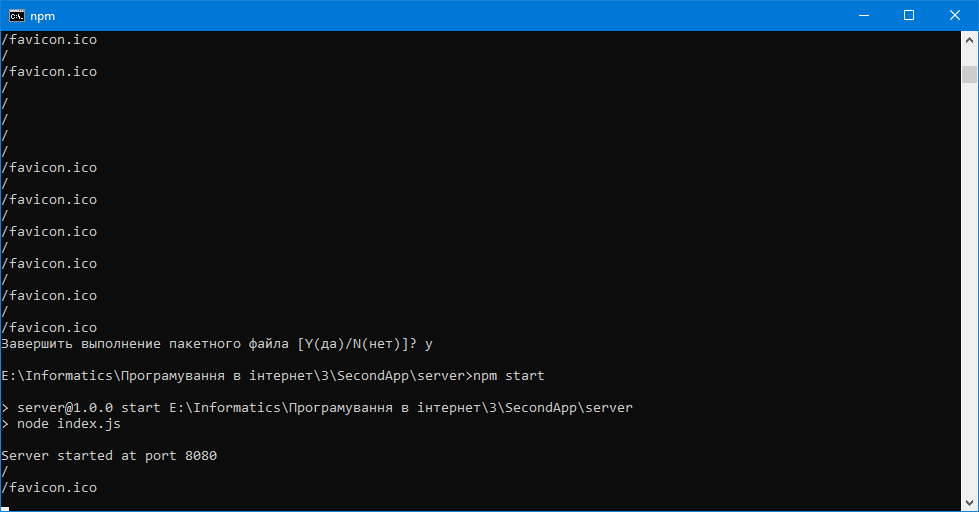 npm
/favicon.ico
/
/favicon.ico
/
/
/
/
/
/favicon.ico
/
/favicon.ico
/
/favicon.ico
/
/favicon.ico
/
/favicon.ico
/
/favicon.ico
Завершить выполнение пакетного файла [Y(да)/N(нет)]? y
E:\Informatics\Програмування в інтернет\3\SecondApp\server>npm start
> server@1.0.0 start E:\Informatics\Програмування в інтернет\3\SecondApp\server
> node index.js
Server started at port 8080
/
/favicon.ico